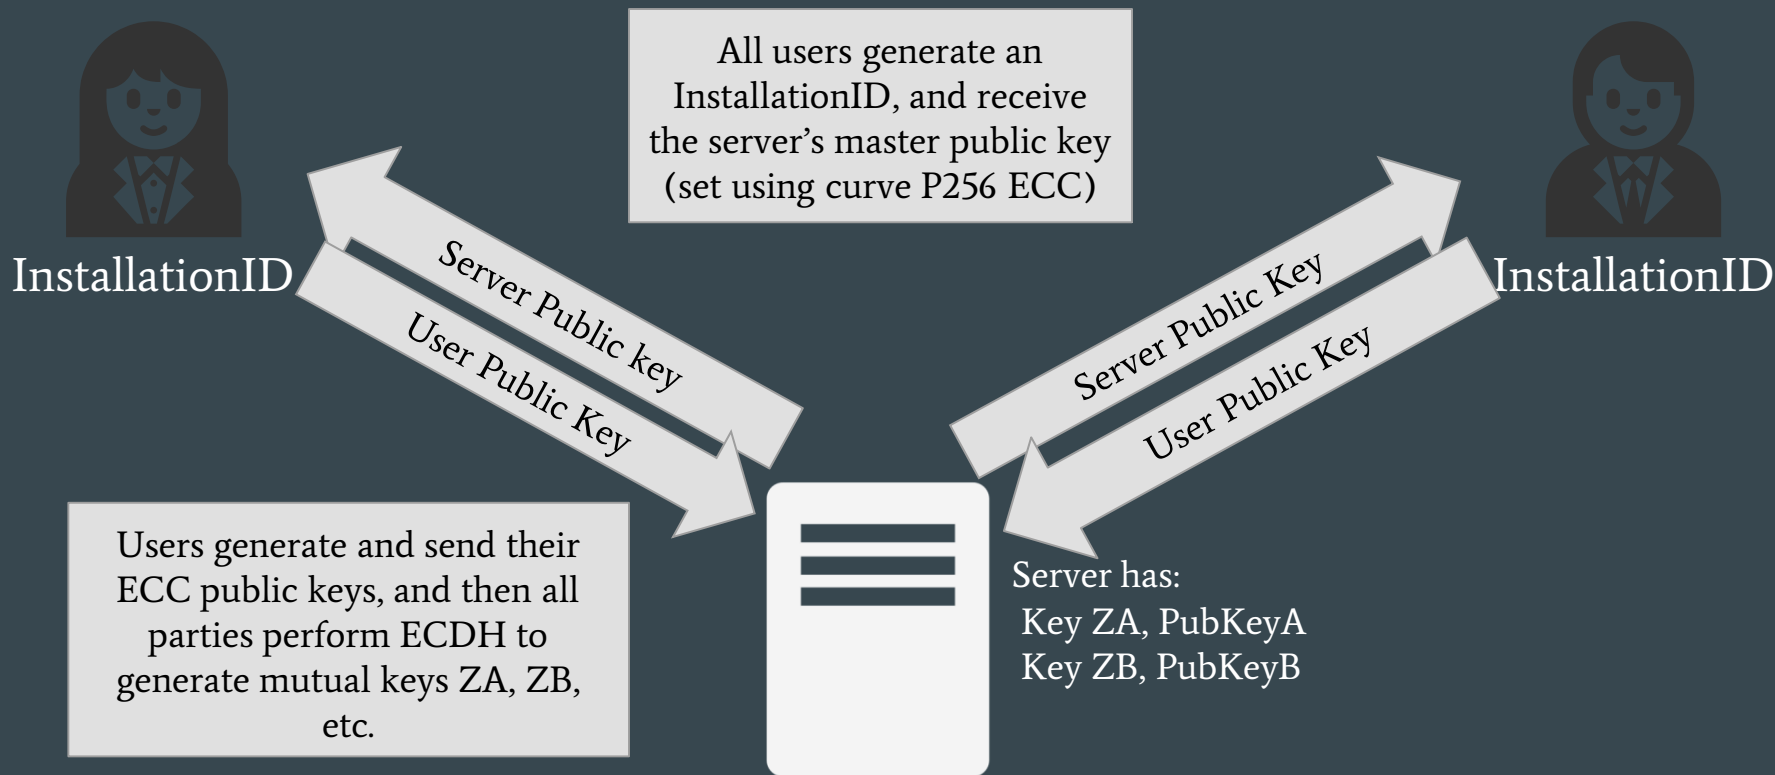 All users generate an
InstallationID, and receive
the server’s master public key
(set using curve P256 ECC)
InstallationID
InstallationID
Server Public key
User Public Key
Server Public Key
User Public Key
Users generate and send their
ECC public keys, and then all
parties perform ECDH to
generate mutual keys ZA, ZB,
etc.
Server has:
Key ZA, PubKeyA
Key ZB, PubKeyB